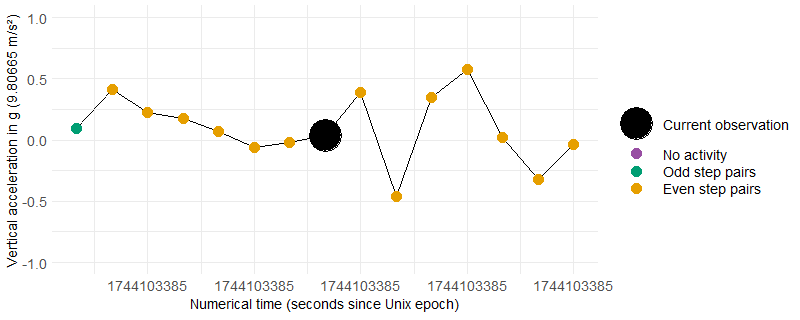 Vertical acceleration in g (9.80665 m/s²)
1.0
0.5
0.0
-0.5
-1.0
1744103385 1744103385 1744103385 1744103385 1744103385
Numerical time (seconds since Unix epoch)
Current observation
No activity
Odd step pairs
Even step pairs